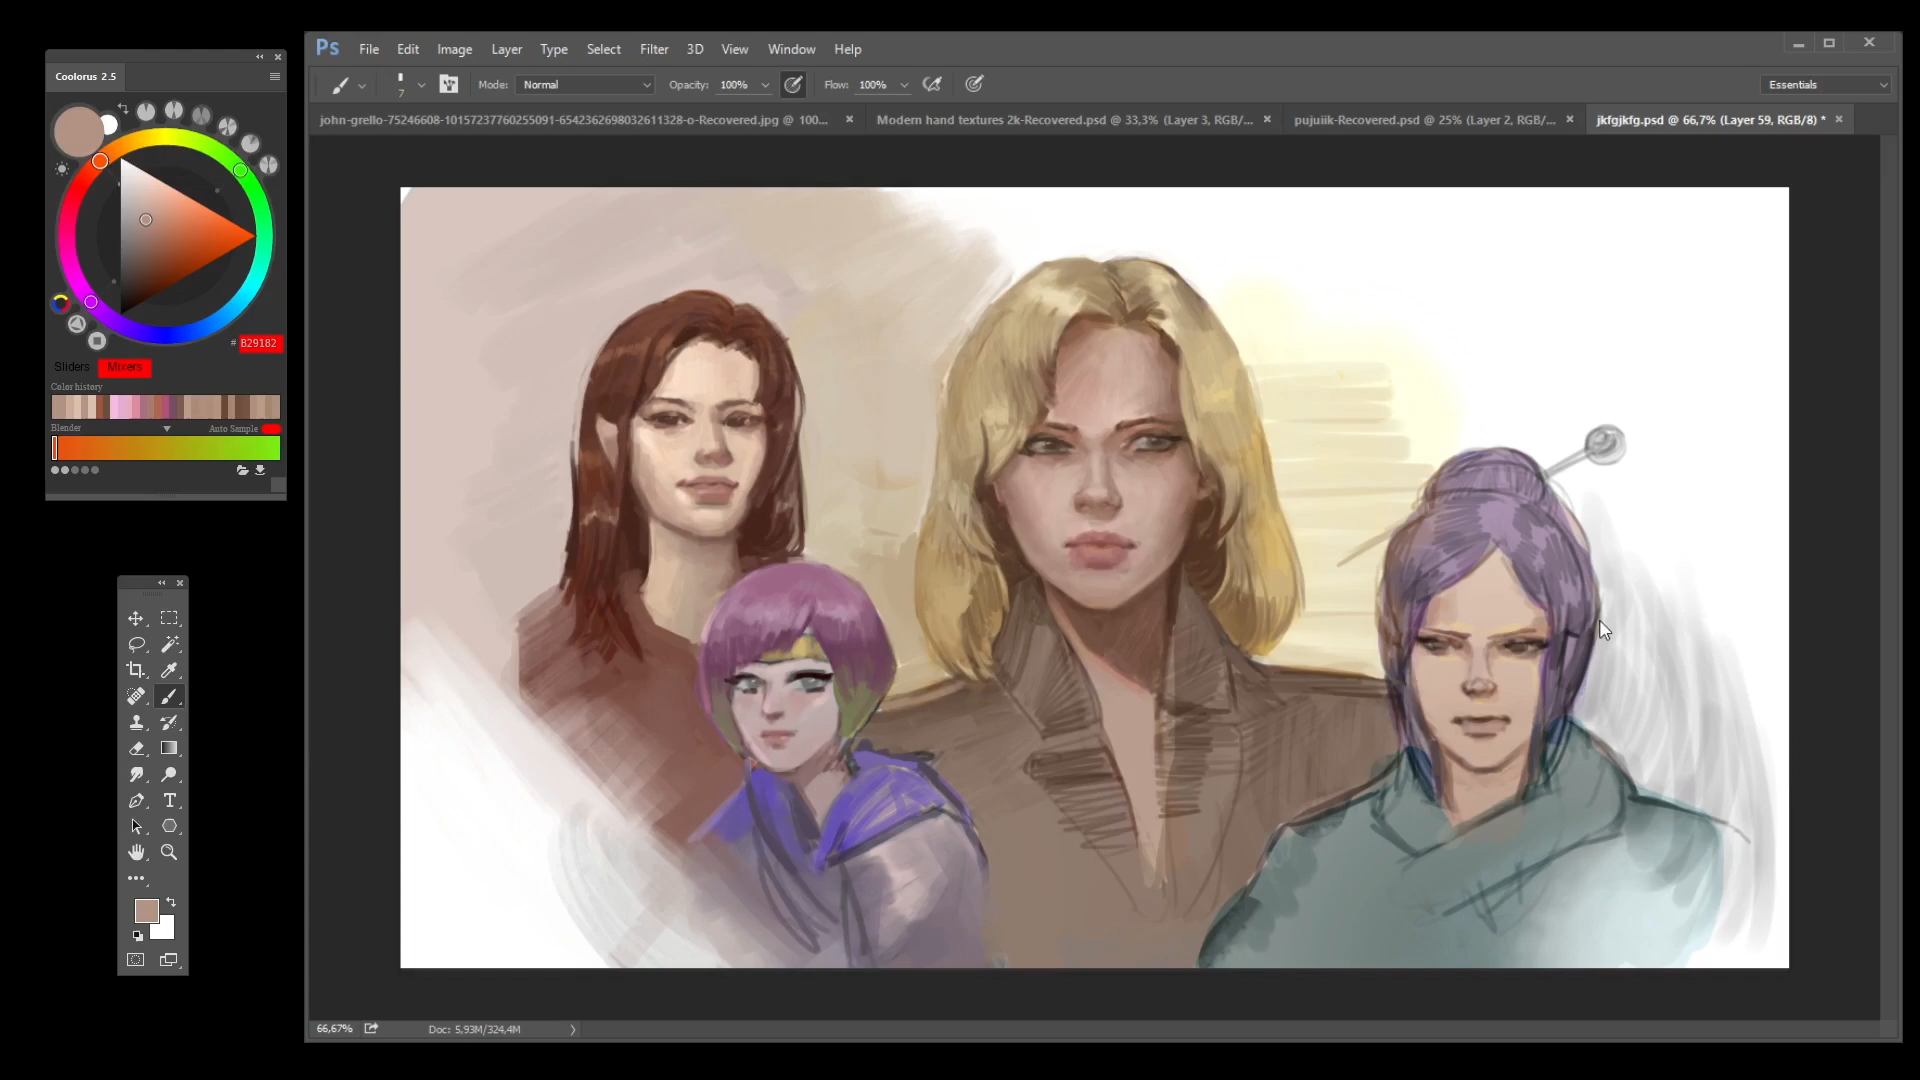 Coolorus 2.5
# B29182
Sliders Mixers
Color history
Blender Auto Sample
Ps File Edit Image Layer Type Select Filter 3D View Window Help
7 Mode: Normal Opacity: 100% Flow: 100% Essentials
john-grello-75246608-10157237760255091-6542362698032611328-o-Recovered.jpg @ 100... × Modern hand textures 2k-Recovered.psd @ 33,3% (Layer 3, RGB/... × pujuiik-Recovered.psd @ 25% (Layer 2, RGB/... × jkfgjkfg.psd @ 66,7% (Layer 59, RGB/8) * ×
66,67% Doc: 5,93M/324,4M